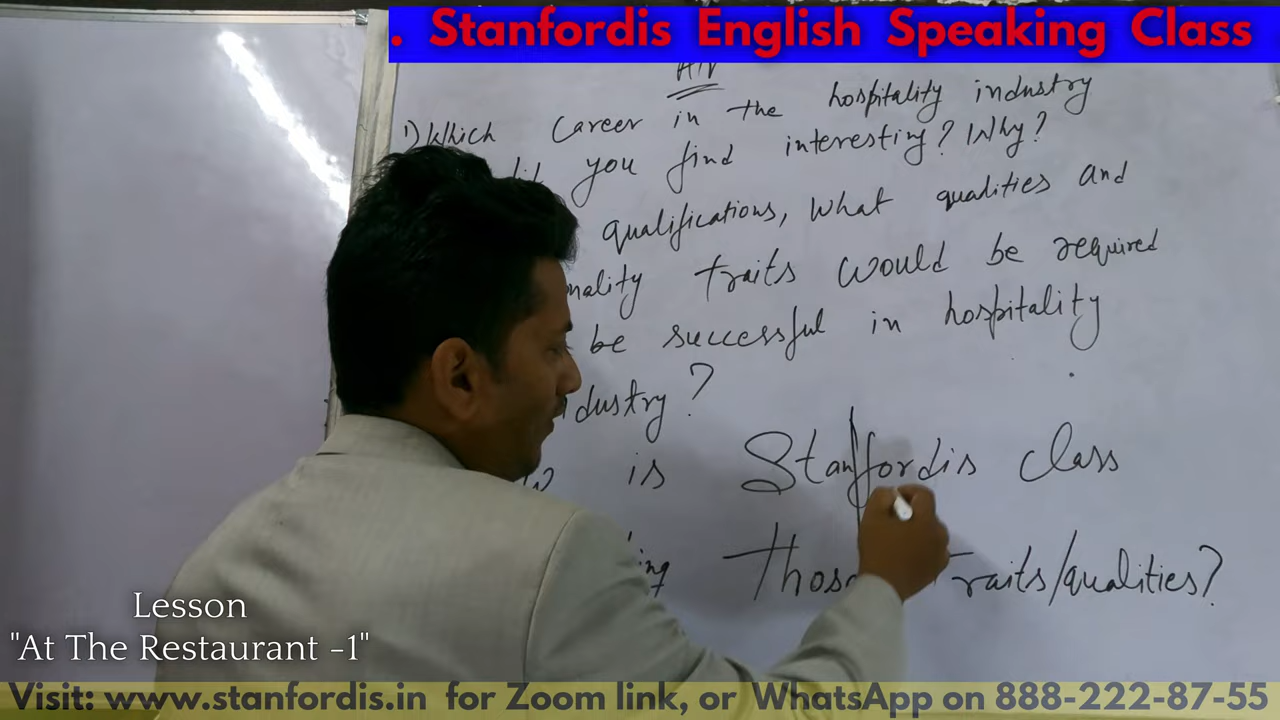 . Stanfordis English Speaking Class
H/W
1) Which career in the hospitality industry
you find interesting? Why?
qualifications, What qualities and
nality traits would be required
be successful in hospitality
dustry?
is Stanfordis class
ing those traits/qualities?
Lesson
"At The Restaurant -1"
Visit: www.stanfordis.in for Zoom link, or WhatsApp on 888-222-87-55